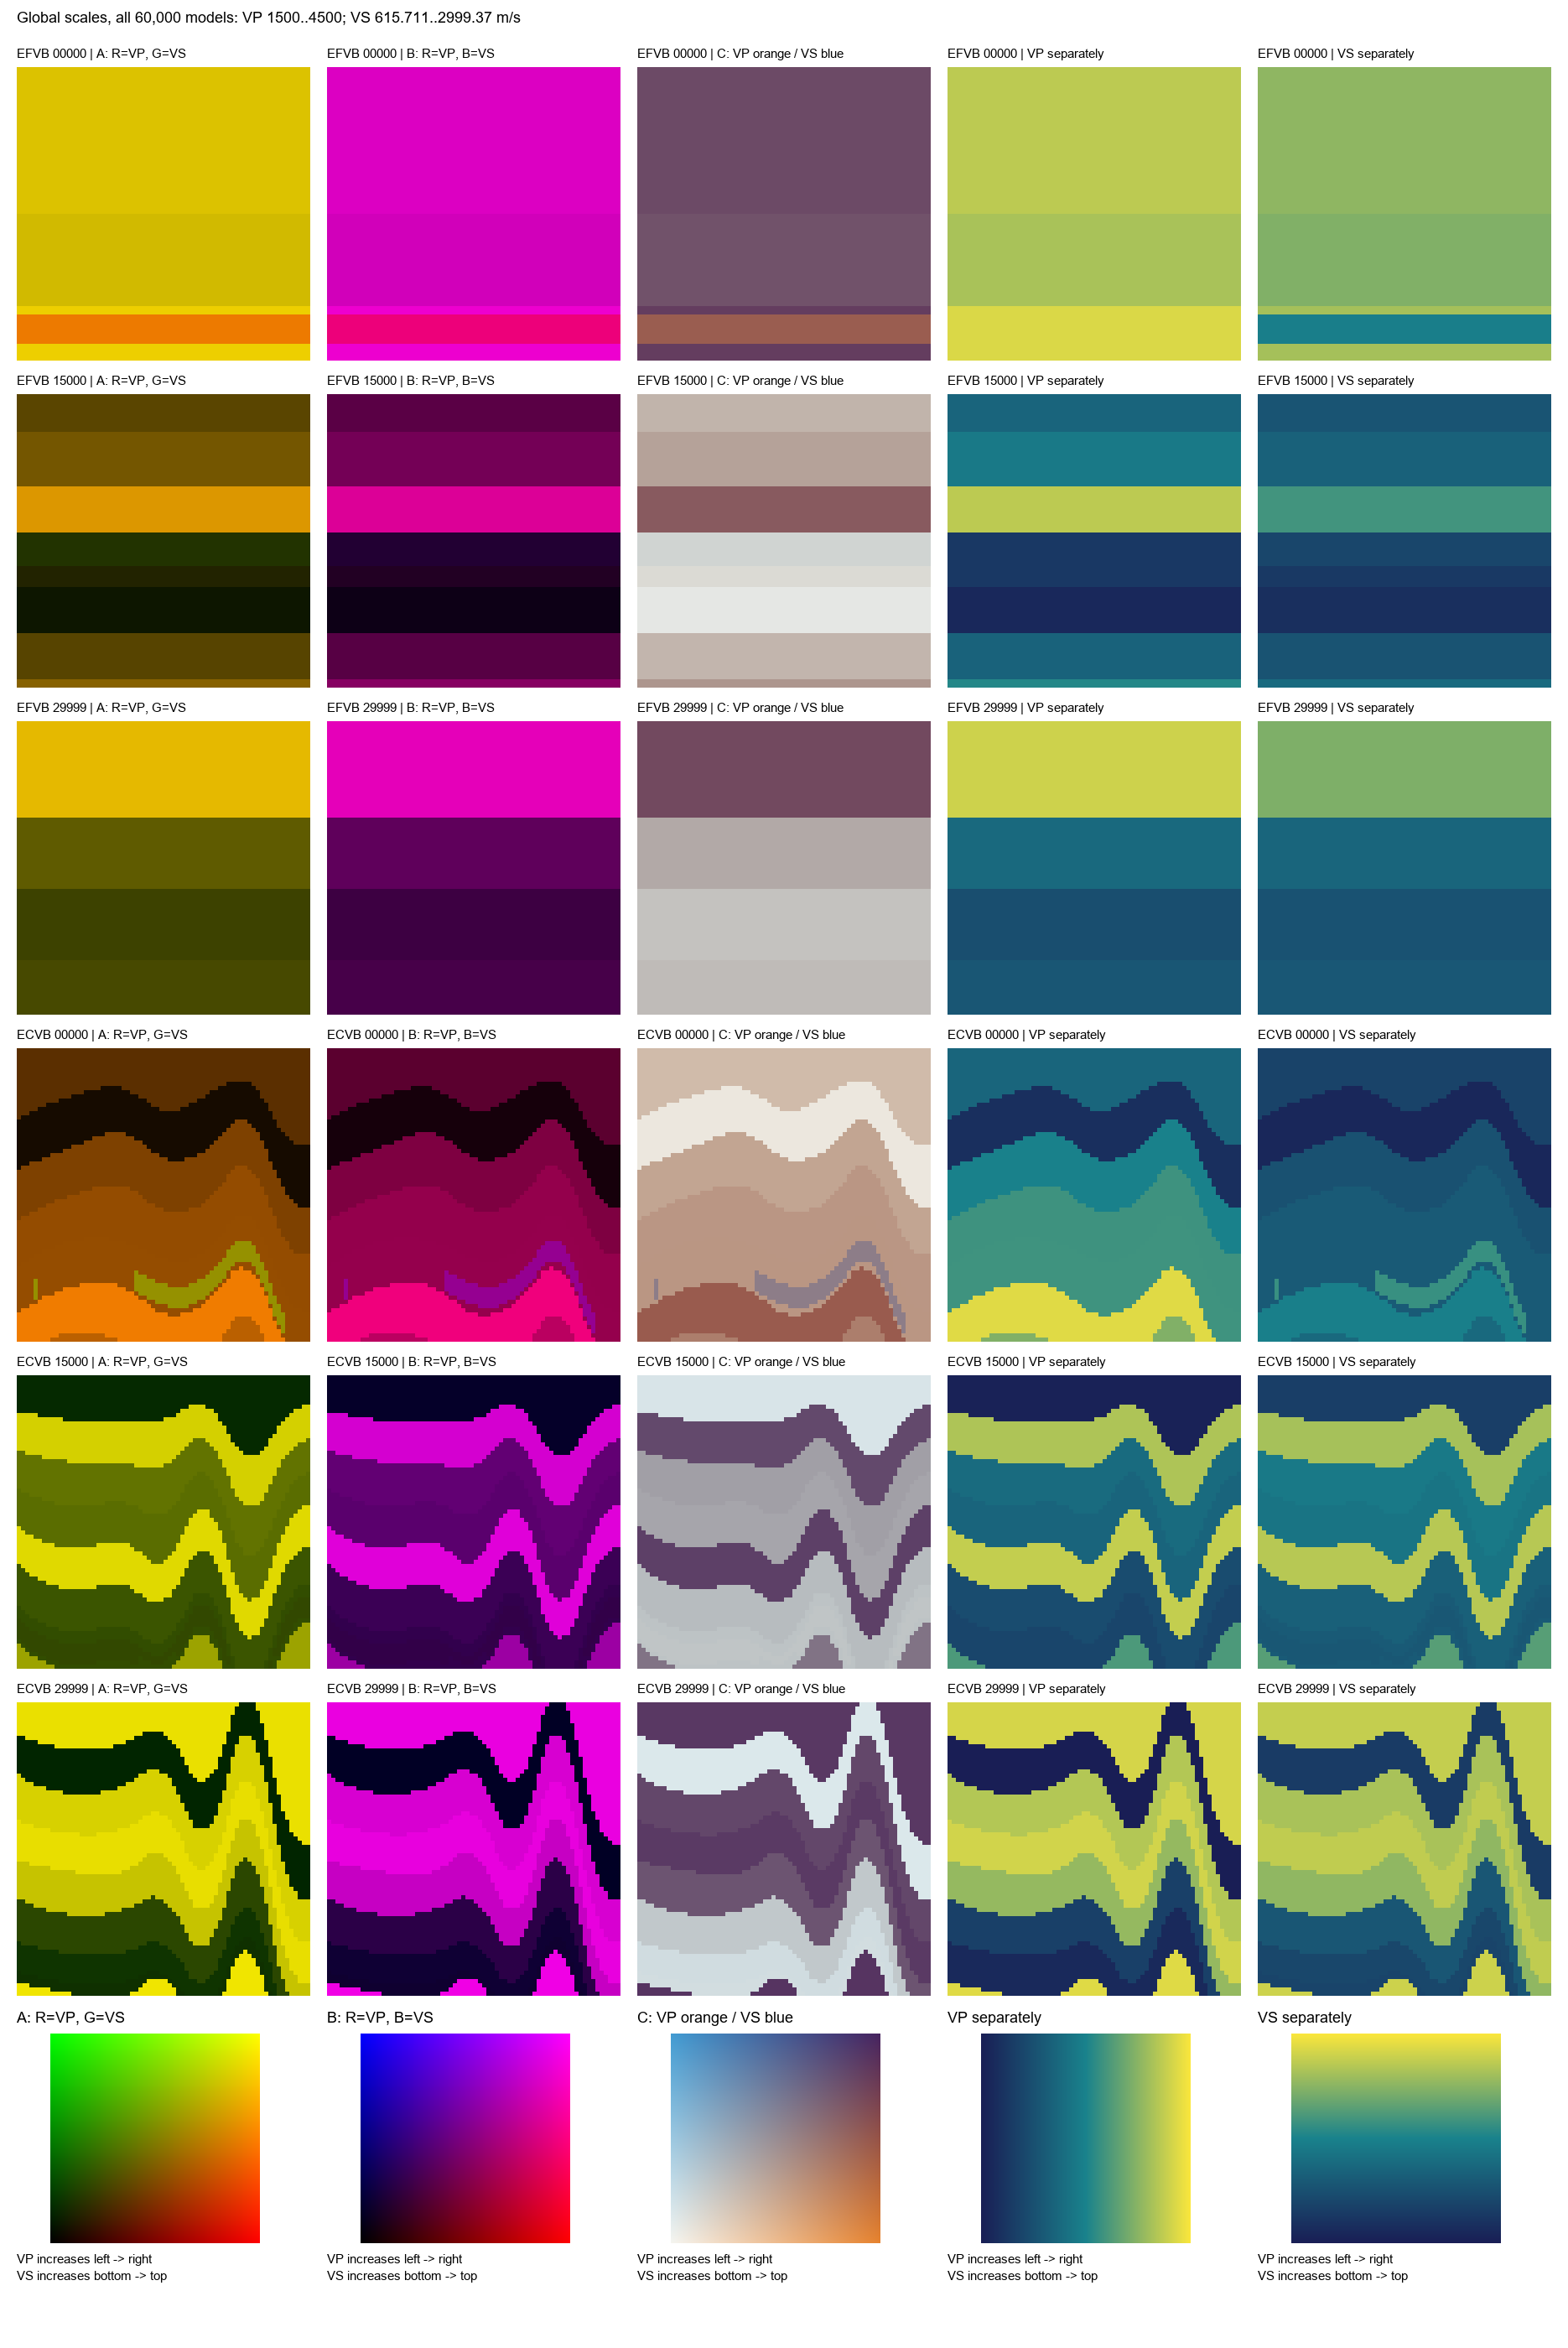 Global scales, all 60,000 models: VP 1500..4500; VS 615.711..2999.37 m/s
EFVB 00000 | A: R=VP, G=VS
EFVB 00000 | B: R=VP, B=VS
EFVB 00000 | C: VP orange / VS blue
EFVB 00000 | VP separately
EFVB 00000 | VS separately
EFVB 15000 | A: R=VP, G=VS
EFVB 15000 | B: R=VP, B=VS
EFVB 15000 | C: VP orange / VS blue
EFVB 15000 | VP separately
EFVB 15000 | VS separately
EFVB 29999 | A: R=VP, G=VS
EFVB 29999 | B: R=VP, B=VS
EFVB 29999 | C: VP orange / VS blue
EFVB 29999 | VP separately
EFVB 29999 | VS separately
ECVB 00000 | A: R=VP, G=VS
ECVB 00000 | B: R=VP, B=VS
ECVB 00000 | C: VP orange / VS blue
ECVB 00000 | VP separately
ECVB 00000 | VS separately
ECVB 15000 | A: R=VP, G=VS
ECVB 15000 | B: R=VP, B=VS
ECVB 15000 | C: VP orange / VS blue
ECVB 15000 | VP separately
ECVB 15000 | VS separately
ECVB 29999 | A: R=VP, G=VS
ECVB 29999 | B: R=VP, B=VS
ECVB 29999 | C: VP orange / VS blue
ECVB 29999 | VP separately
ECVB 29999 | VS separately
A: R=VP, G=VS
B: R=VP, B=VS
C: VP orange / VS blue
VP separately
VS separately
VP increases left -> right
VS increases bottom -> top
VP increases left -> right
VS increases bottom -> top
VP increases left -> right
VS increases bottom -> top
VP increases left -> right
VS increases bottom -> top
VP increases left -> right
VS increases bottom -> top